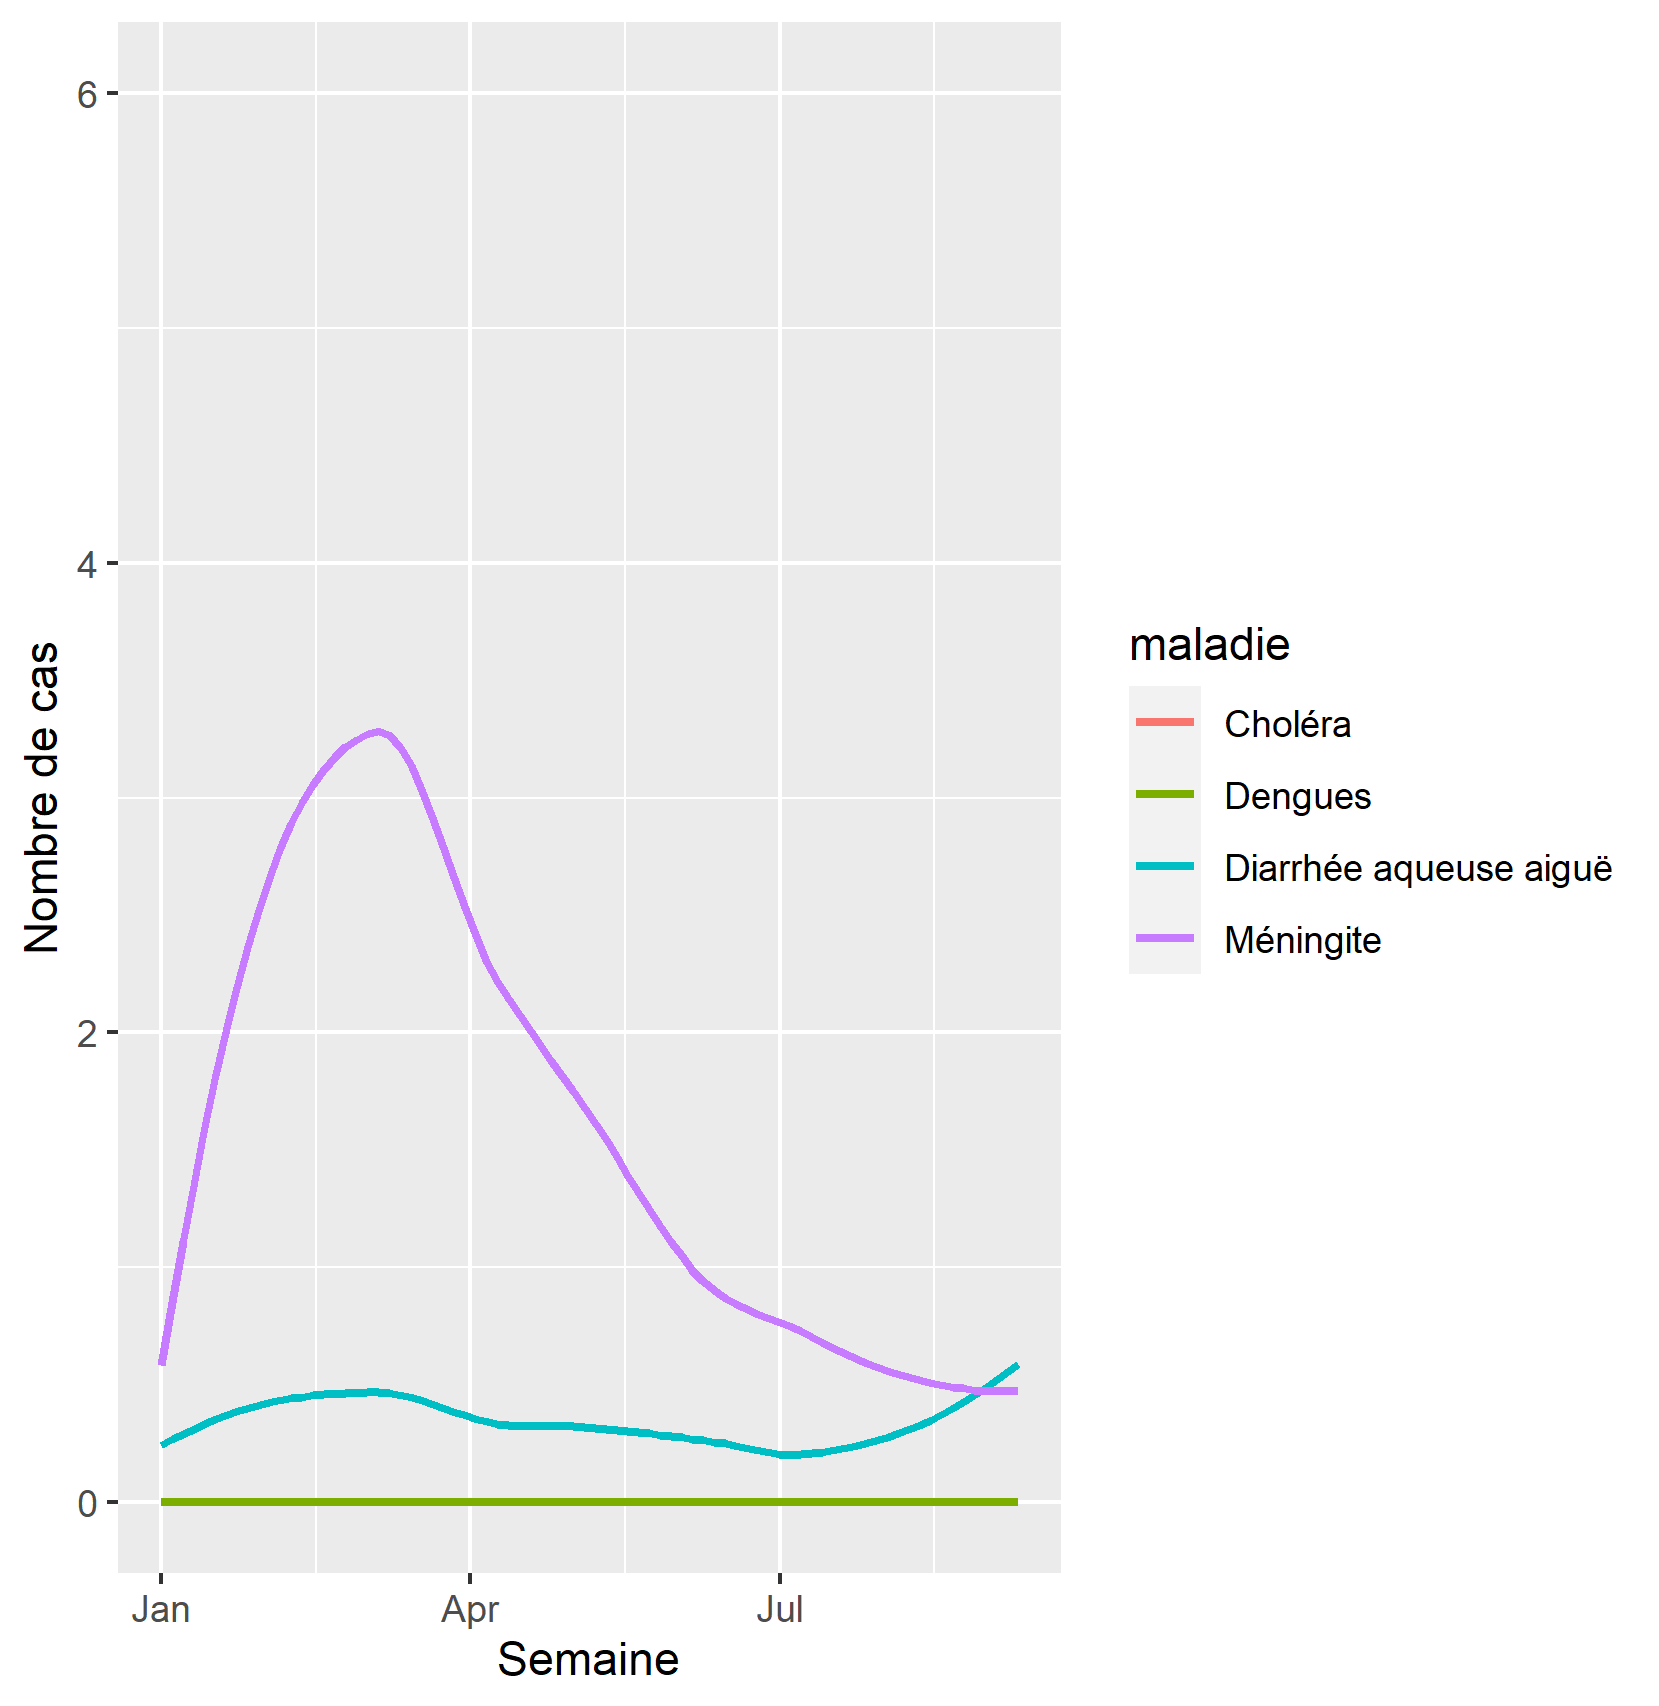 6
4
2
0
Nombre de cas
Jan
Apr
Jul
Semaine
maladie
Choléra
Dengues
Diarrhée aqueuse aiguë
Méningite